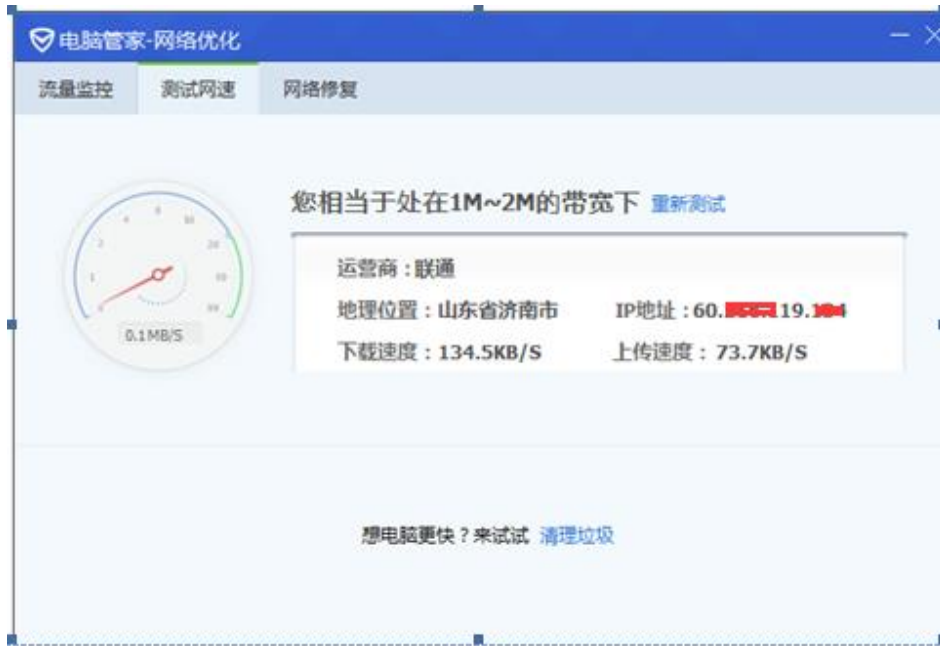 电脑管家-网络优化
流量监控 测试网速 网络修复
您相当于处在1M~2M的带宽下 重新测试
运营商：联通
地理位置：山东省济南市 IP地址：60. 19.
下载速度：134.5KB/S 上传速度：73.7KB/S
0.1MB/S
想电脑更快？来试试 清理垃圾